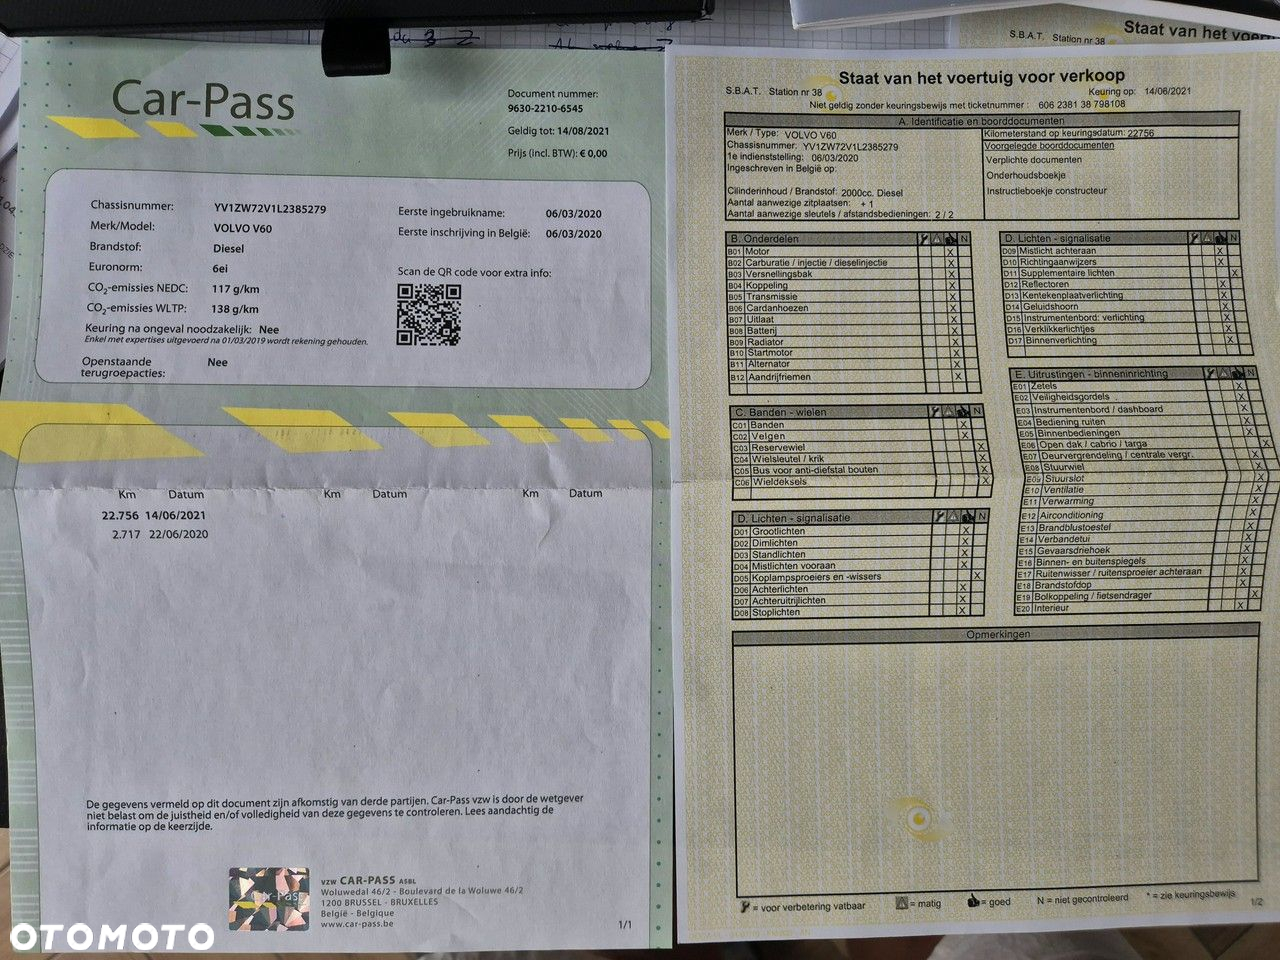 Car-Pass
Document nummer:
9630-2210-6545
Geldig tot: 14/08/2021
Prijs (incl. BTW): € 0,00
Chassisnummer: YV1ZW72V1L2385279
Merk/Model: VOLVO V60
Brandstof: Diesel
Euronorm: 6ei
CO2-emissies NEDC: 117 g/km
CO2-emissies WLTP: 138 g/km
Keuring na ongeval noodzakelijk: Nee
Enkel met expertises uitgevoerd na 01/03/2019 wordt rekening gehouden.
Openstaande
terugroepacties: Nee
Eerste ingebruikname: 06/03/2020
Eerste inschrijving in België: 06/03/2020
Scan de QR code voor extra info:
Km Datum Km Datum Km Datum
22.756 14/06/2021
2.717 22/06/2020
De gegevens vermeld op dit document zijn afkomstig van derde partijen. Car-Pass vzw is door de wetgever
niet belast om de juistheid en/of volledigheid van deze gegevens te controleren. Lees aandachtig de
informatie op de keerzijde.
Car-Pass
VZW CAR-PASS ASBL
Woluwedal 46/2 - Boulevard de la Woluwe 46/2
1200 BRUSSEL - BRUXELLES
België - Belgique
www.car-pass.be
1/1
OTOMOTO
S.B.A.T. Station nr 38
Staat van het voertuig voor verkoop
S.B.A.T. Station nr 38 Keuring op: 14/06/2021
Niet geldig zonder keuringsbewijs met ticketnummer : 606 2381 38 798108
A. Identificatie en boorddocumenten
Merk / Type: VOLVO V60
Chassisnummer: YV1ZW72V1L2385279
1e indienststelling: 06/03/2020
Ingeschreven in België op:
Cilinderinhoud / Brandstof: 2000cc. Diesel
Aantal aanwezige zitplaatsen: + 1
Aantal aanwezige sleutels / afstandsbedieningen: 2 / 2
Kilometerstand op keuringsdatum: 22756
Voorgelegde boorddocumenten
Verplichte documenten
Onderhoudsboekje
Instructieboekje constructeur
B. Onderdelen N
B01 Motor X
B02 Carburatie / injectie / dieselinjectie X
B03 Versnellingsbak X
B04 Koppeling X
B05 Transmissie X
B06 Cardanhoezen X
B07 Uitlaat X
B08 Batterij X
B09 Radiator X
B10 Startmotor X
B11 Alternator X
B12 Aandrijfriemen X
C. Banden - wielen N
C01 Banden X
C02 Velgen X
C03 Reservewiel X
C04 Wielsleutel / krik X
C05 Bus voor anti-diefstal bouten X
C06 Wieldeksels X
D. Lichten - signalisatie N
D01 Grootlichten X
D02 Dimlichten X
D03 Standlichten X
D04 Mistlichten vooraan X
D05 Koplampsproeiers en -wissers X
D06 Achterlichten X
D07 Achteruitrijlichten X
D08 Stoplichten X
D. Lichten - signalisatie N
D09 Mistlicht achteraan X
D10 Richtingaanwijzers X
D11 Supplementaire lichten X
D12 Reflectoren X
D13 Kentekenplaatverlichting X
D14 Geluidshoorn X
D15 Instrumentenbord: verlichting X
D16 Verklikkerlichtjes X
D17 Binnenverlichting X
E. Uitrustingen - binneninrichting N
E01 Zetels X
E02 Veiligheidsgordels X
E03 Instrumentenbord / dashboard X
E04 Bediening ruiten X
E05 Binnenbedieningen X
E06 Open dak / cabrio / targa X
E07 Deurvergrendeling / centrale vergr. X
E08 Stuurwiel X
E09 Stuurslot X
E10 Ventilatie X
E11 Verwarming X
E12 Airconditioning X
E13 Brandblustoestel X
E14 Verbandetui X
E15 Gevaarsdriehoek X
E16 Binnen- en buitenspiegels X
E17 Ruitenwisser / ruitensproeier achteraan X
E18 Brandstofdop X
E19 Bolkoppeling / fietsendrager X
E20 Interieur X
Opmerkingen
= voor verbetering vatbaar = matig = goed N = niet gecontroleerd * = zie keuringsbewijs
1/2